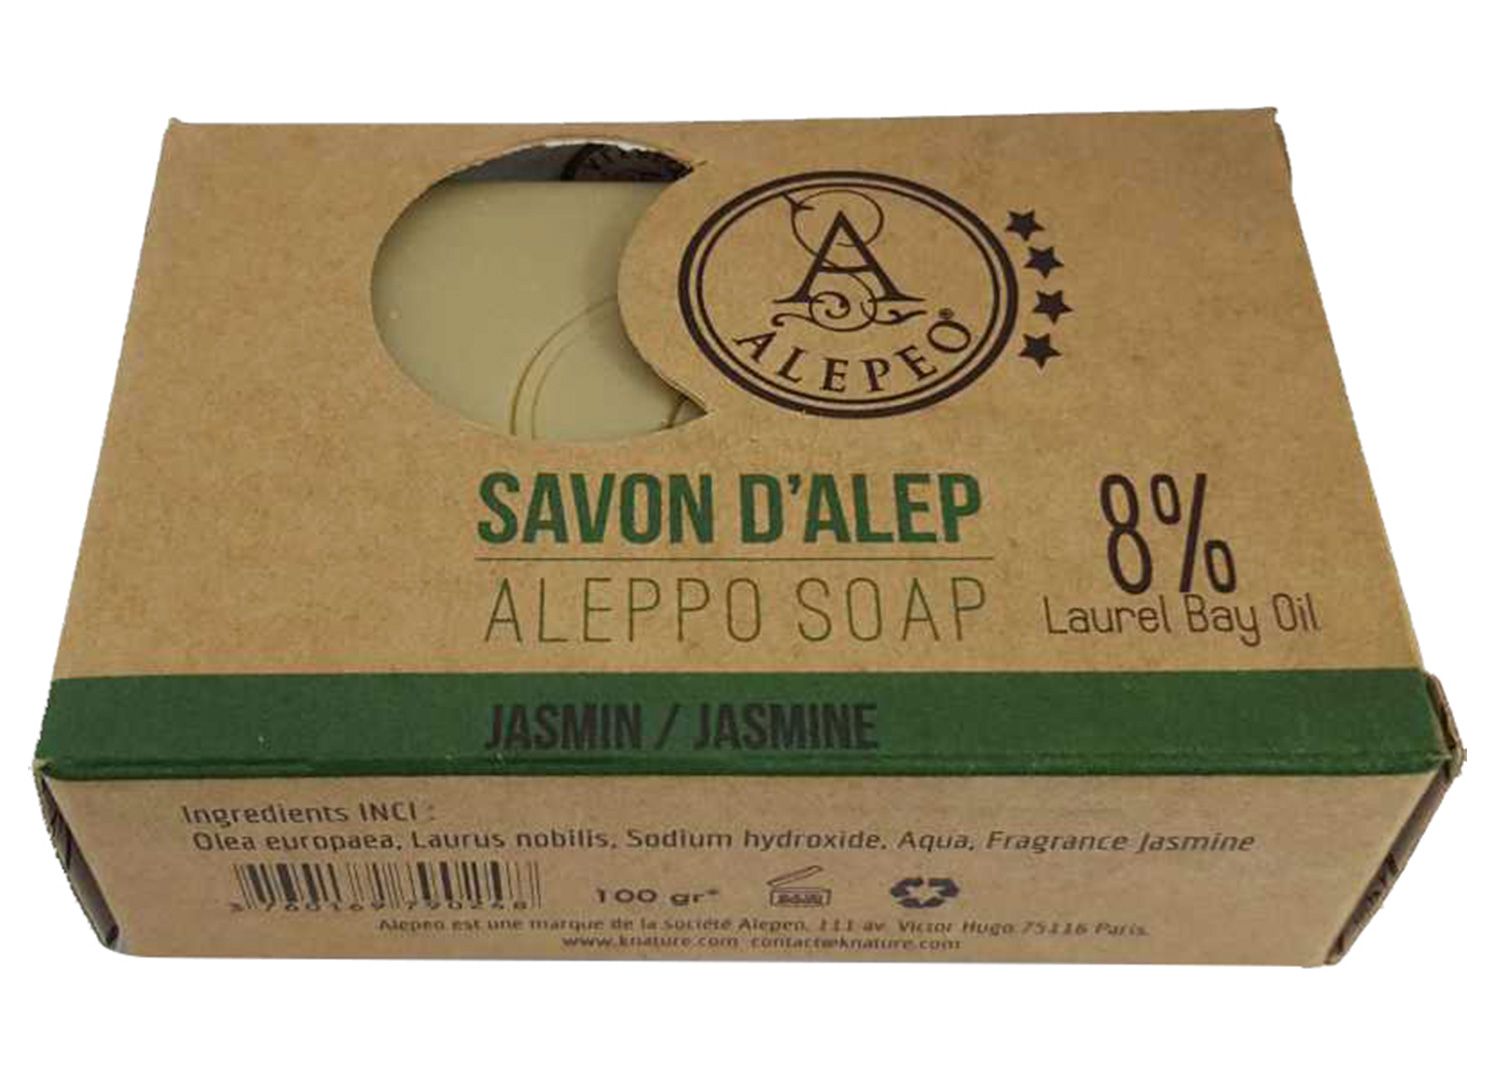 A
ALEPEO®
SAVON D'ALEP
ALEPPO SOAP
8%
Laurel Bay Oil
JASMIN / JASMINE
Ingredients INCI :
Olea europaea, Laurus nobilis, Sodium hydroxide, Aqua, Fragrance Jasmine
100 gr*
Alepeo est une marque de la société Alepeo, 111 av Victor Hugo 75116 Paris.
www.knature.com contact@knature.com